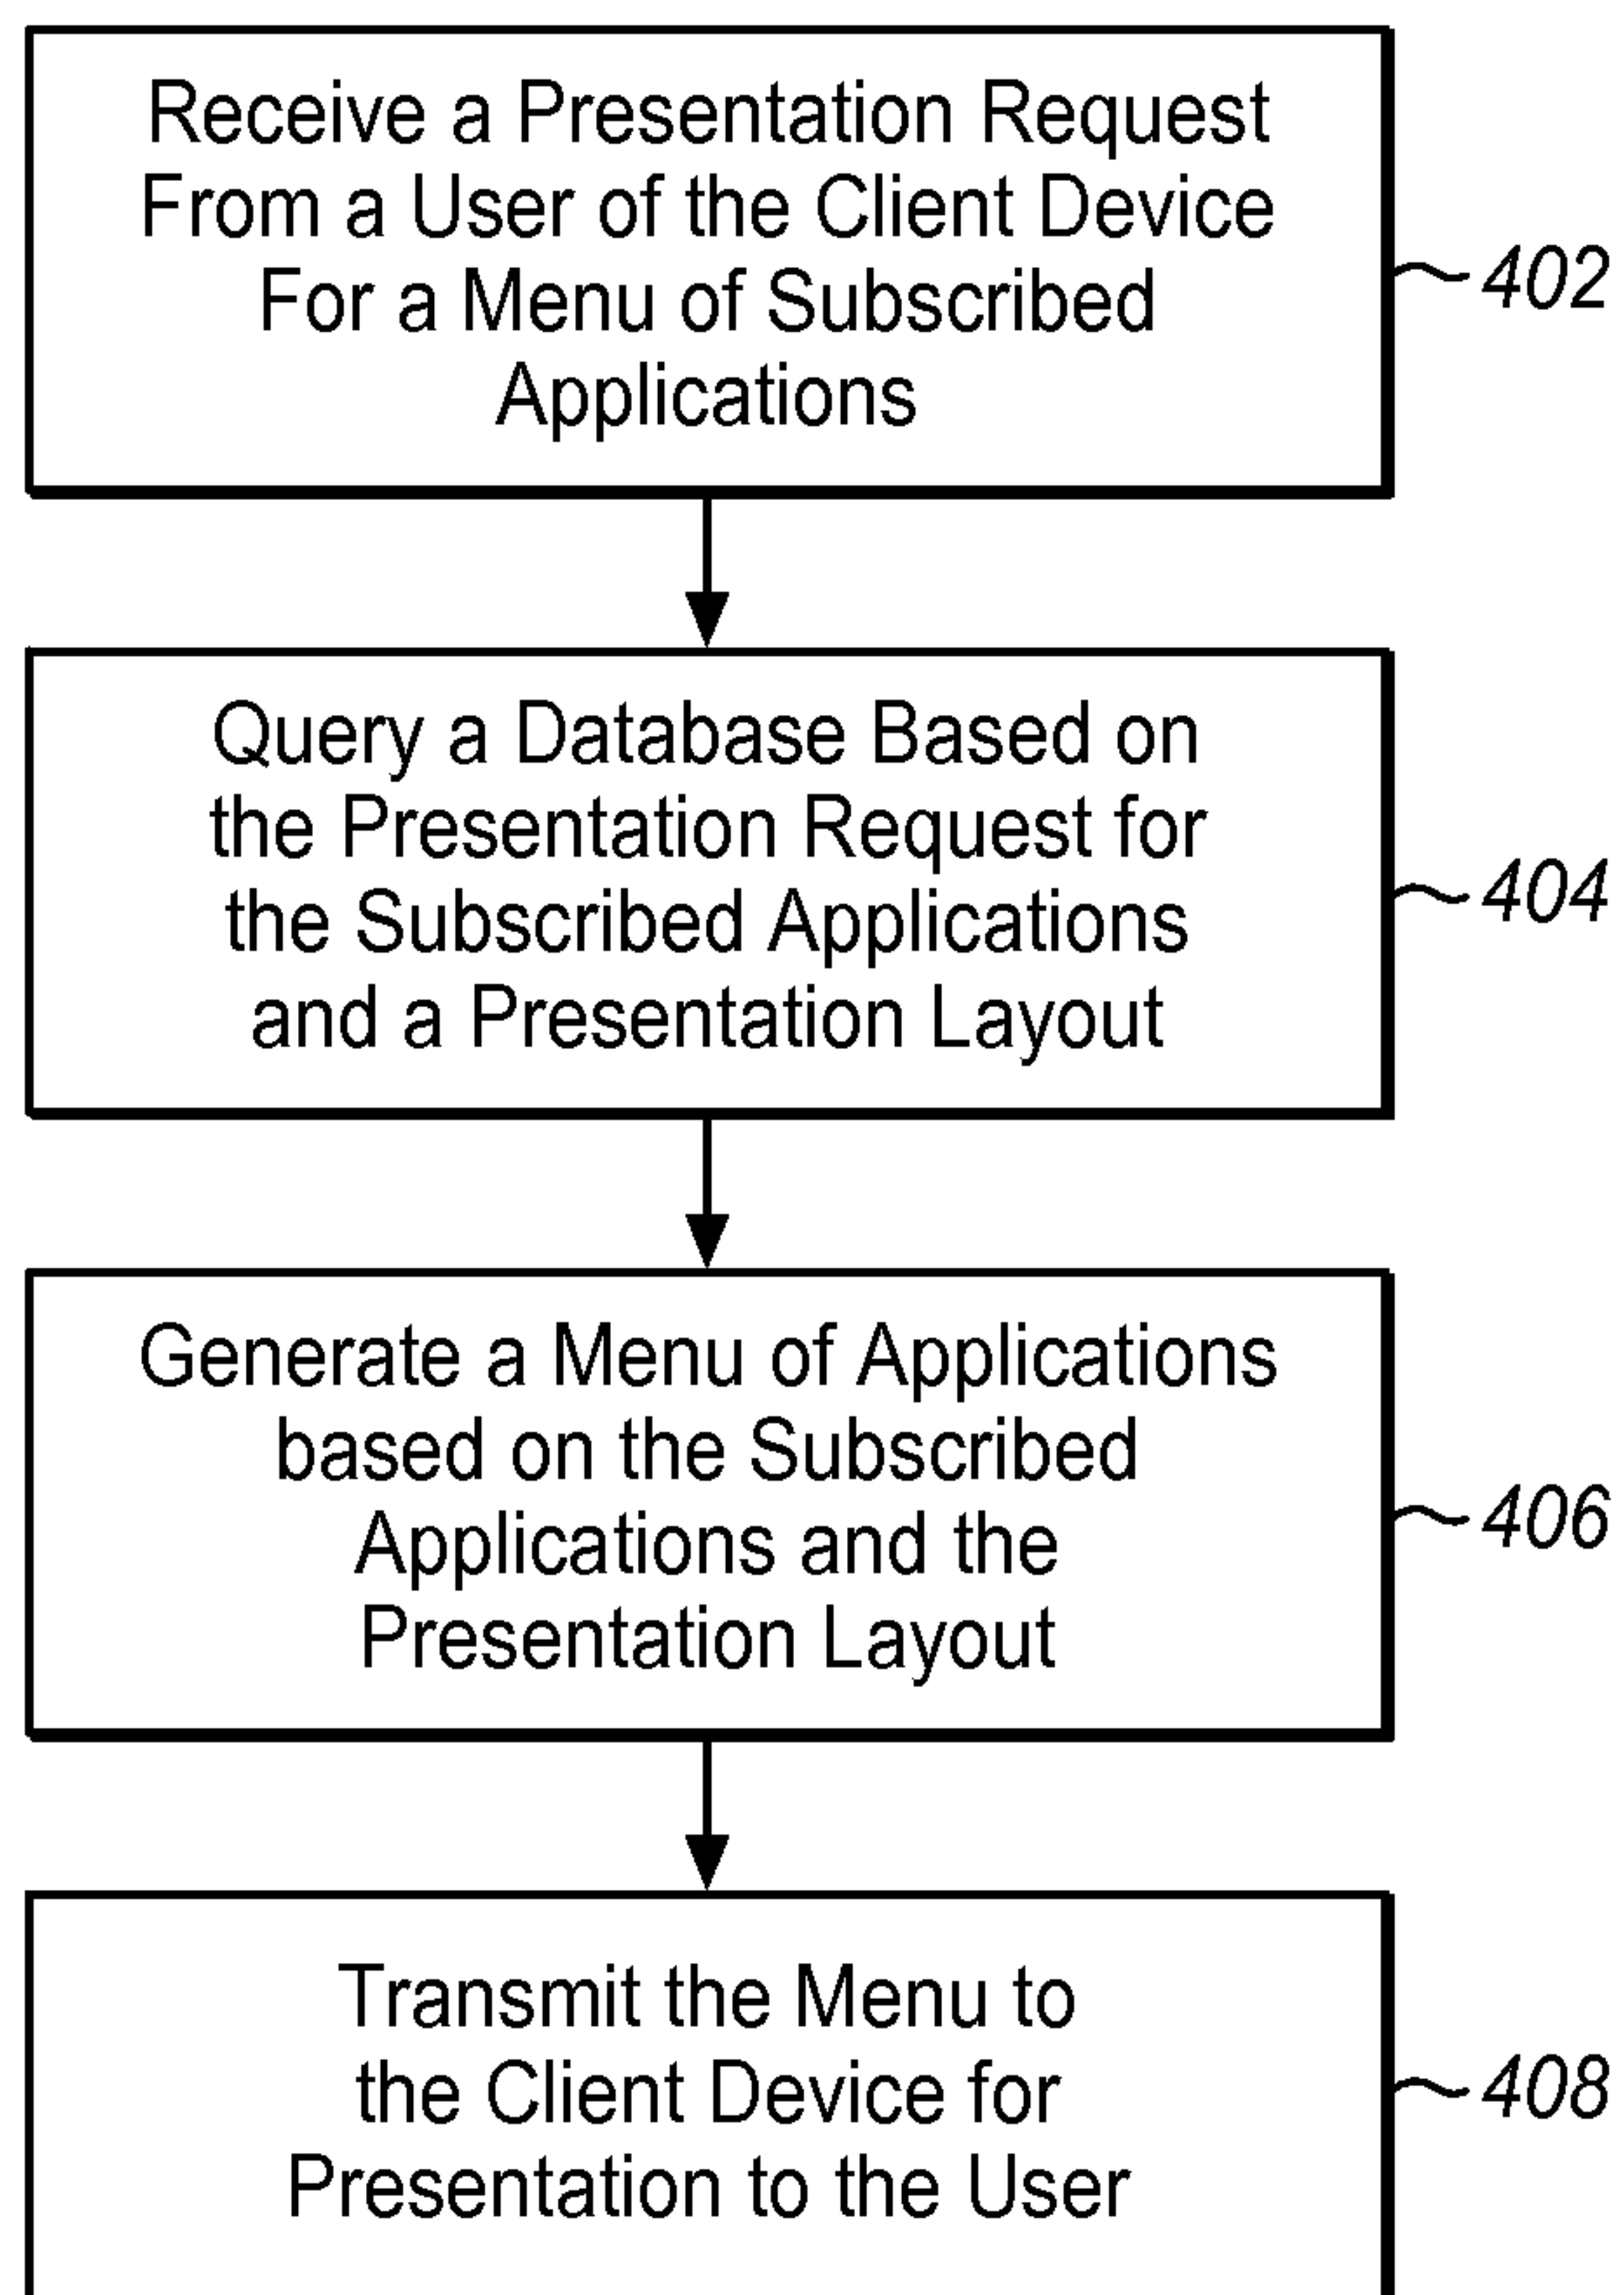 Receive a Presentation Request
From a User of the Client Device
For a Menu of Subscribed
Applications
402
Query a Database Based on
the Presentation Request for
the Subscribed Applications
and a Presentation Layout
404
Generate a Menu of Applications
based on the Subscribed
Applications and the
Presentation Layout
406
Transmit the Menu to
the Client Device for
Presentation to the User
408